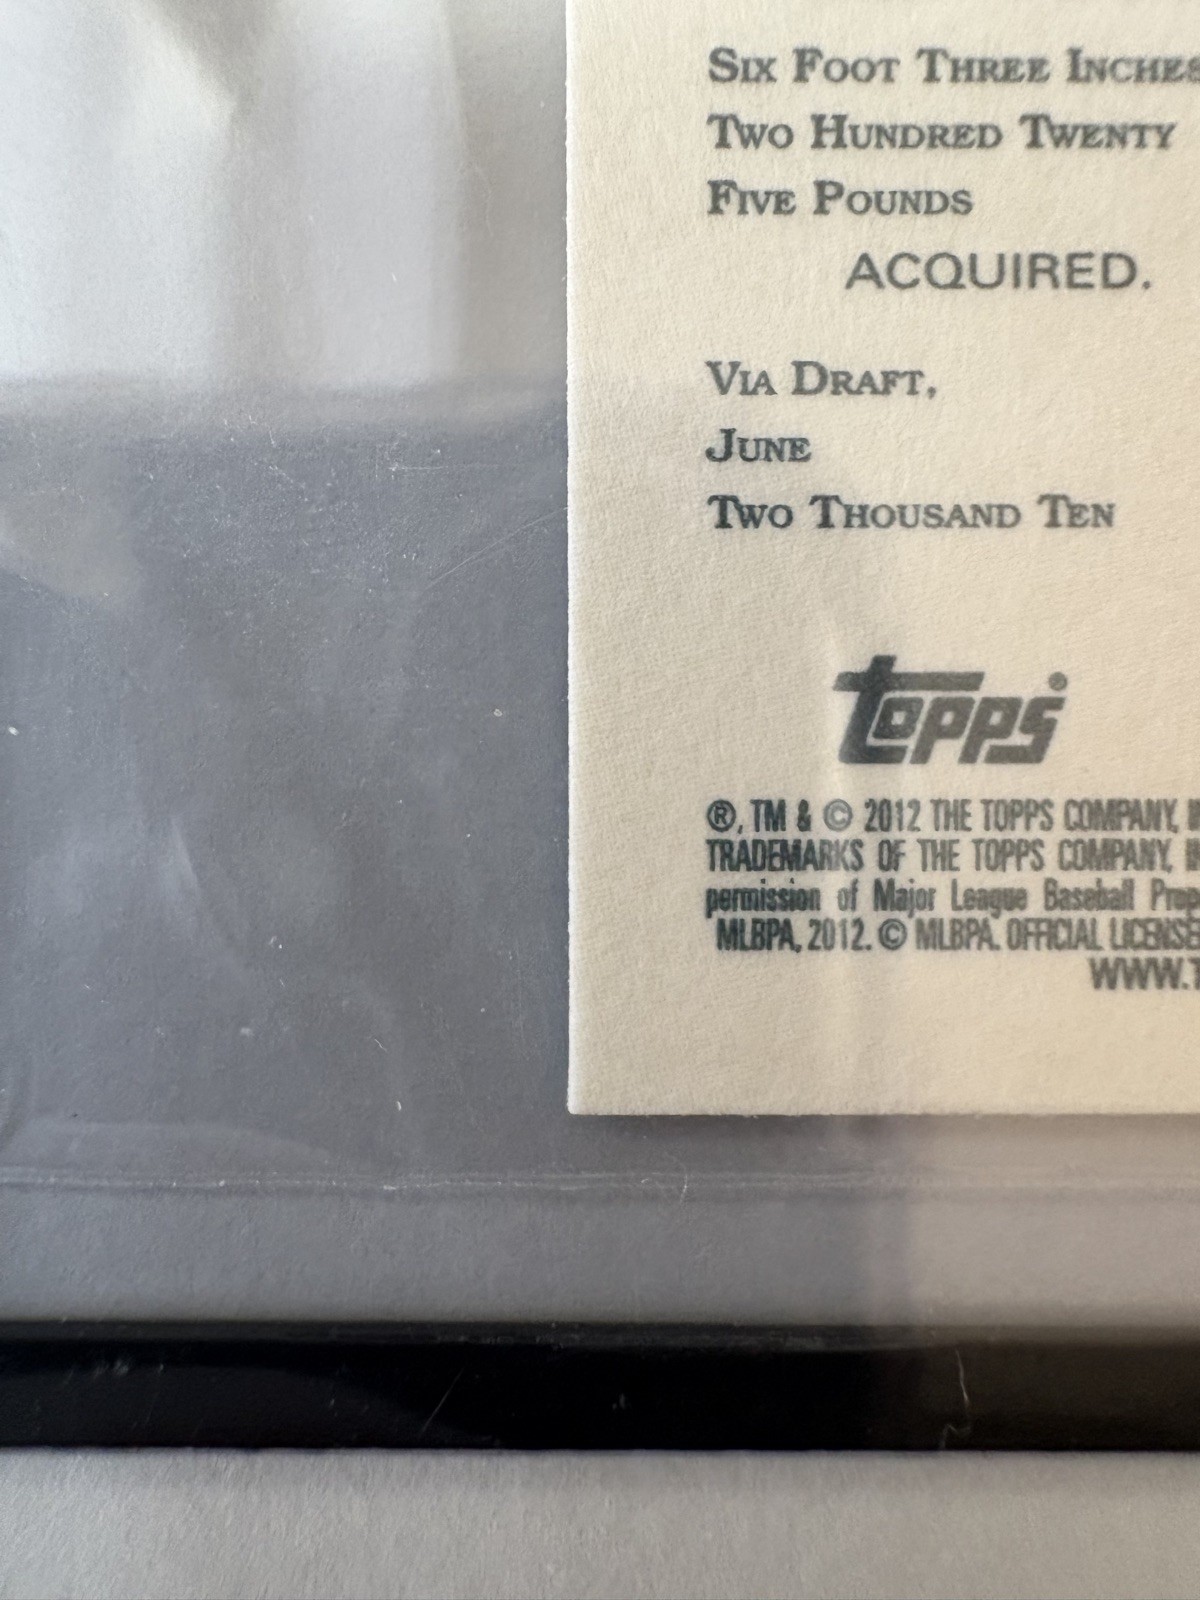 SIX FOOT THREE INCHES
TWO HUNDRED TWENTY
FIVE POUNDS
ACQUIRED.
VIA DRAFT,
JUNE
TWO THOUSAND TEN
topps
®, TM & © 2012 THE TOPPS COMPANY,
TRADEMARKS OF THE TOPPS COMPANY,
permission of Major League Baseball
MLBPA, 2012. © MLBPA. OFFICIAL